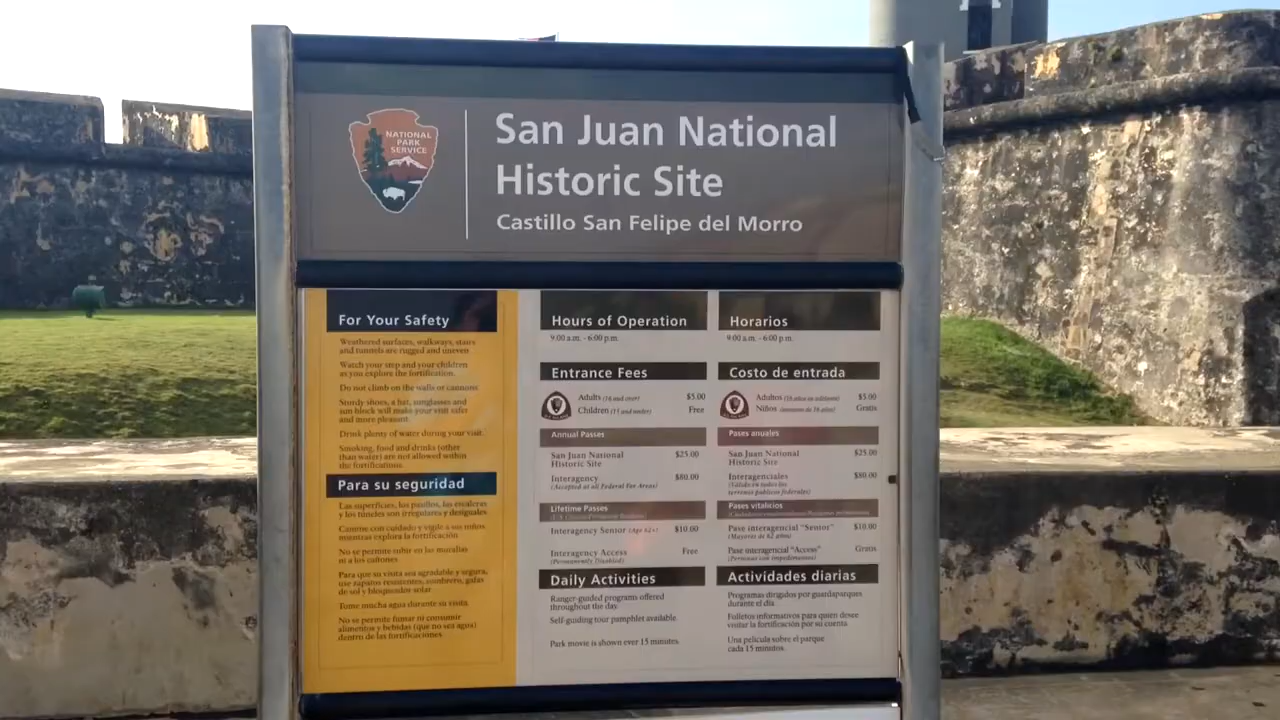 NATIONAL
PARK
SERVICE
San Juan National
Historic Site
Castillo San Felipe del Morro
For Your Safety
Weathered surfaces, walkways, stairs
and tunnels are rugged and uneven
Watch your step and your children
as you explore the fortification.
Do not climb on the walls or cannons
Sturdy shoes, a hat, sunglasses and
sun block will make your visit safer
and more pleasant.
Drink plenty of water during your visit.
Smoking, food and drinks (other
than water) are not allowed within
the fortifications.
Para su seguridad
Las superficies, los pasillos, las escaleras
y los túneles son irregulares y desiguales
Camine con cuidado y vigile a sus niños
mientras explora la fortificación
No se permite subir en las murallas
ni a los cañones
Para que su visita sea agradable y segura,
use zapatos resistentes, sombrero, gafas
de sol y bloqueador solar
Tome mucha agua durante su visita.
No se permite fumar ni consumir
alimentos y bebidas (que no sea agua)
dentro de las fortificaciones
Hours of Operation
9:00 a.m. - 6:00 p.m.
Entrance Fees
Adults (16 and over) $5.00
Children (15 and under) Free
Annual Passes
San Juan National $25.00
Historic Site
Interagency $80.00
(Accepted at all Federal Fee Areas)
Lifetime Passes
Interagency Senior (Age 62+) $10.00
Interagency Access Free
(Permanently Disabled)
Daily Activities
Ranger-guided programs offered
throughout the day.
Self-guiding tour pamphlet available.
Park movie is shown ever 15 minutes.
Horarios
9:00 a.m. - 6:00 p.m.
Costo de entrada
Adultos $5.00
Niños (menores de 16 años) Gratis
Pases anuales
San Juan National $25.00
Historic Site
Interagenciales $80.00
(Válido en todos los
terrenos públicos federales)
Pases vitalicios
Pase interagencial "Senior" $10.00
(Mayores de 62 años)
Pase interagencial "Access" Gratis
(Personas con impedimentos)
Actividades diarias
Programas dirigidos por guardaparques
durante el día.
Folletos informativos para quien desee
visitar la fortificación por su cuenta.
Una película sobre el parque
cada 15 minutos.